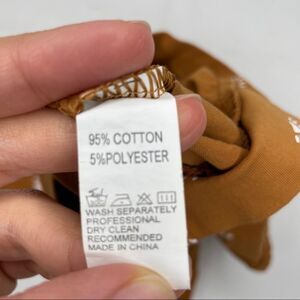 95% COTTON
5%POLYESTER
WASH SEPARATELY
PROFESSIONAL
DRY CLEAN
RECOMMENDED
MADE IN CHINA